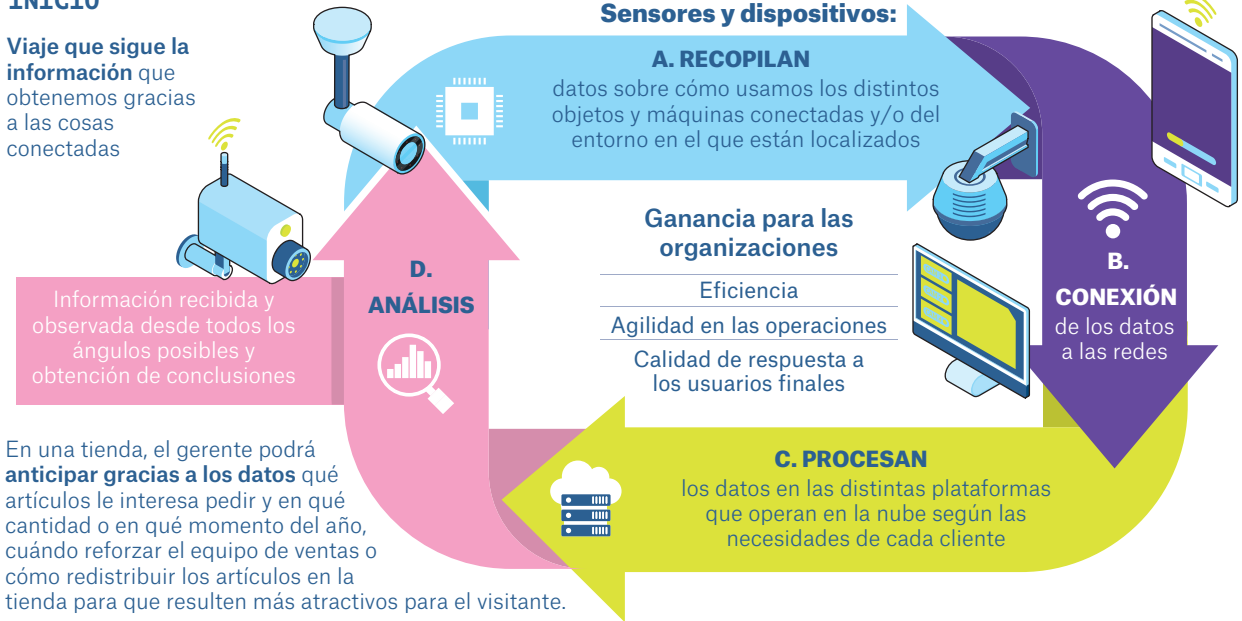 INICIO
Viaje que sigue la
información que
obtenemos gracias
a las cosas
conectadas
Sensores y dispositivos:
A. RECOPILAN
datos sobre cómo usamos los distintos
objetos y máquinas conectadas y/o del
entorno en el que están localizados
B.
CONEXIÓN
de los datos
a las redes
Ganancia para las
organizaciones
Eficiencia
Agilidad en las operaciones
Calidad de respuesta a
los usuarios finales
C. PROCESAN
los datos en las distintas plataformas
que operan en la nube según las
necesidades de cada cliente
D.
ANÁLISIS
Información recibida y
observada desde todos los
ángulos posibles y
obtención de conclusiones
En una tienda, el gerente podrá
anticipar gracias a los datos qué
artículos le interesa pedir y en qué
cantidad o en qué momento del año,
cuándo reforzar el equipo de ventas o
cómo redistribuir los artículos en la
tienda para que resulten más atractivos para el visitante.